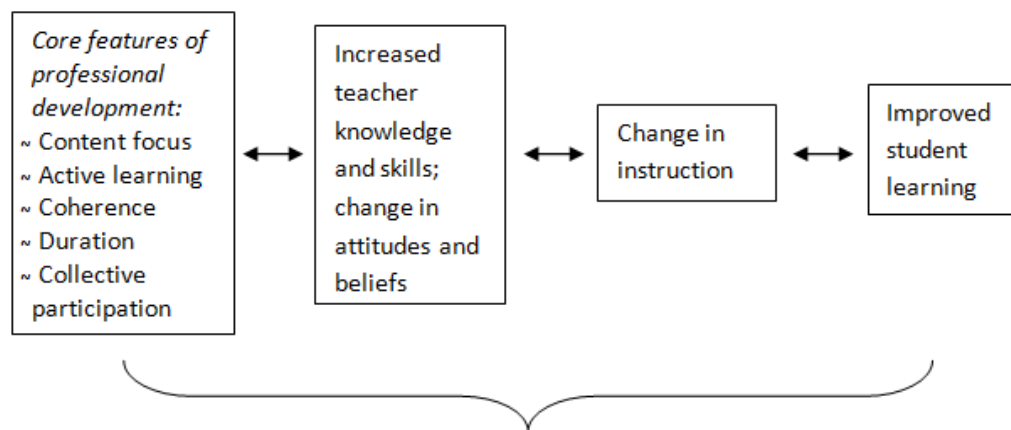 Core features of
professional
development:
~ Content focus
~ Active learning
~ Coherence
~ Duration
~ Collective
participation
Increased
teacher
knowledge
and skills;
change in
attitudes and
beliefs
Change in
instruction
Improved
student
learning